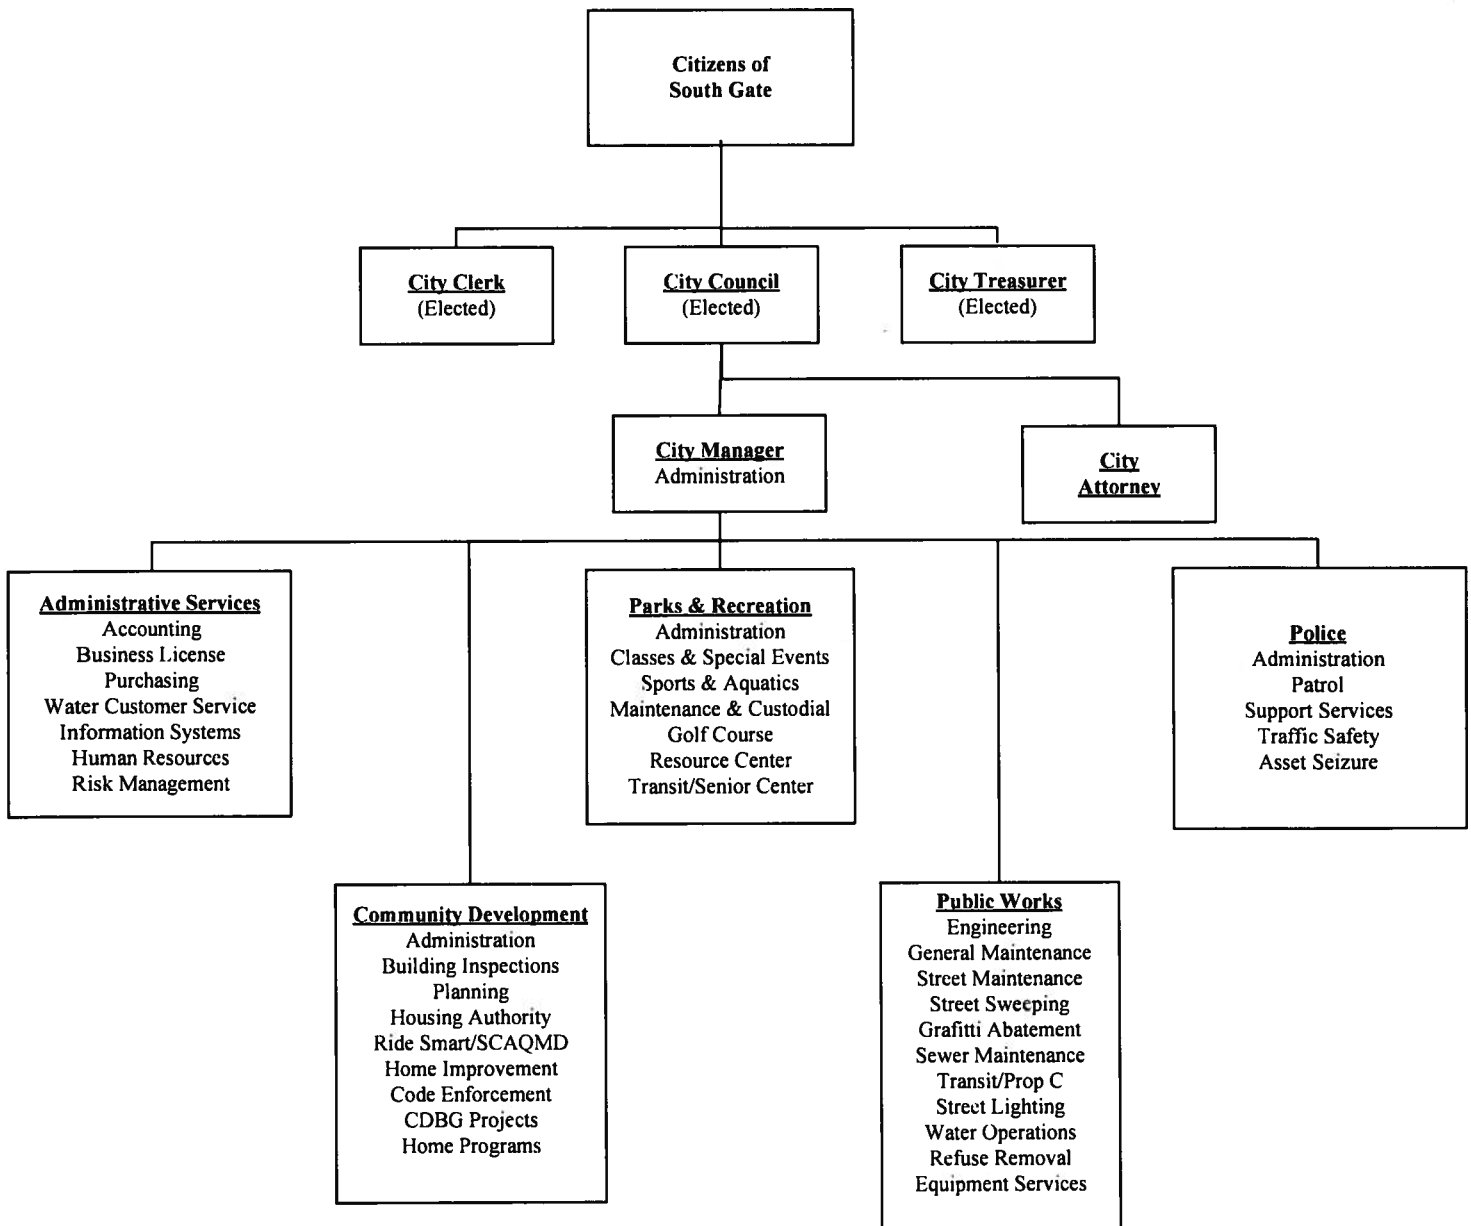 Citizens of
South Gate
City Clerk
(Elected)
City Council
(Elected)
City Treasurer
(Elected)
City Manager
Administration
City
Attorney
Administrative Services
Accounting
Business License
Purchasing
Water Customer Service
Information Systems
Human Resources
Risk Management
Parks & Recreation
Administration
Classes & Special Events
Sports & Aquatics
Maintenance & Custodial
Golf Course
Resource Center
Transit/Senior Center
Police
Administration
Patrol
Support Services
Traffic Safety
Asset Seizure
Community Development
Administration
Building Inspections
Planning
Housing Authority
Ride Smart/SCAQMD
Home Improvement
Code Enforcement
CDBG Projects
Home Programs
Public Works
Engineering
General Maintenance
Street Maintenance
Street Sweeping
Grafitti Abatement
Sewer Maintenance
Transit/Prop C
Street Lighting
Water Operations
Refuse Removal
Equipment Services